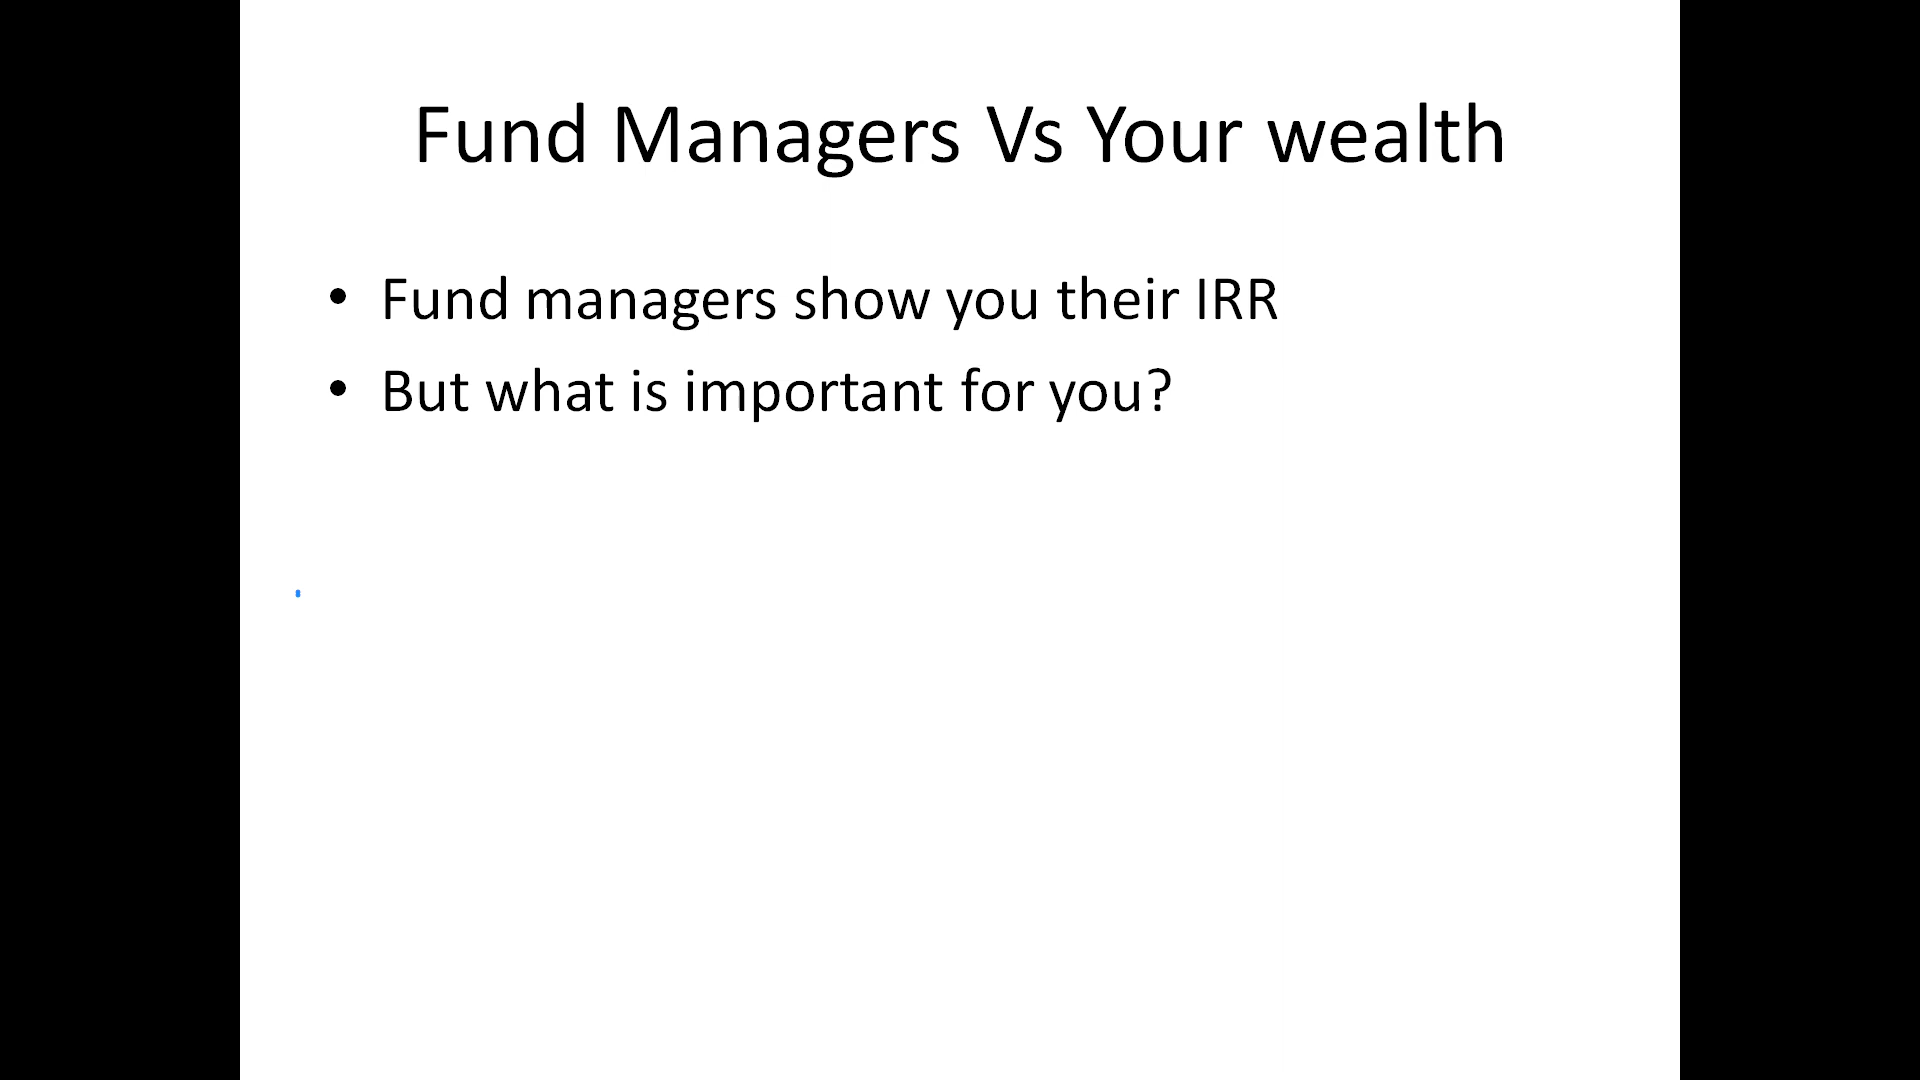 Fund Managers Vs Your wealth
• Fund managers show you their IRR
• But what is important for you?